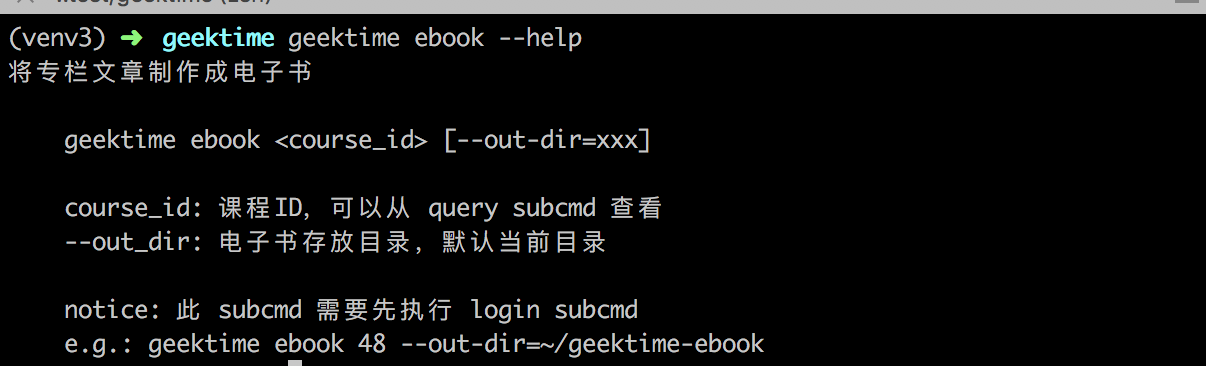 (venv3) ➜ geektime geektime ebook --help
将专栏文章制作成电子书
geektime ebook <course_id> [--out-dir=xxx]
course_id: 课程ID, 可以从 query subcmd 查看
--out_dir: 电子书存放目录, 默认当前目录
notice: 此 subcmd 需要先执行 login subcmd
e.g.: geektime ebook 48 --out-dir=~/geektime-ebook